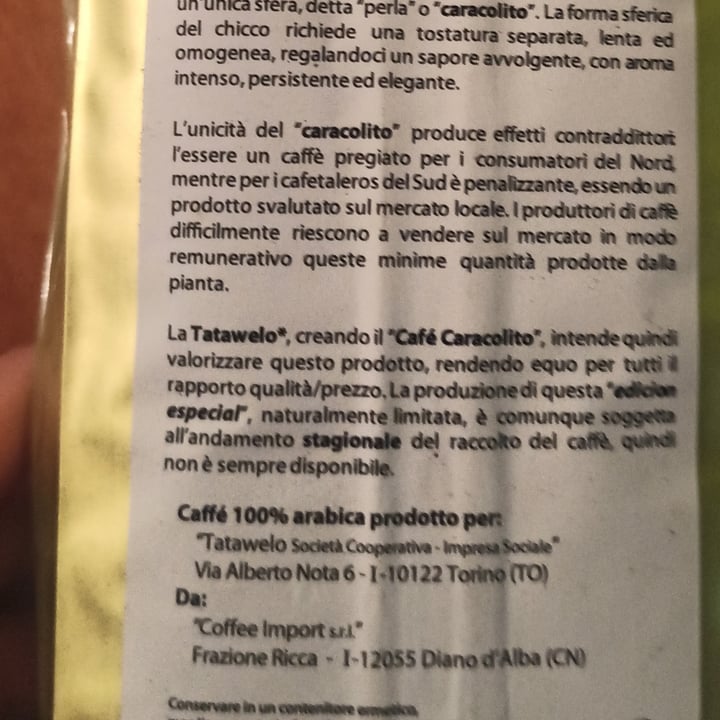 un'unica sfera, detta "perla" o "caracolito". La forma sferica
del chicco richiede una tostatura separata, lenta ed
omogenea, regalandoci un sapore avvolgente, con aroma
intenso, persistente ed elegante.
L'unicità del "caracolito" produce effetti contraddittori:
l'essere un caffè pregiato per i consumatori del Nord,
mentre per i cafetaleros del Sud è penalizzante, essendo un
prodotto svalutato sul mercato locale. I produttori di caffè
difficilmente riescono a vendere sul mercato in modo
remunerativo queste minime quantità prodotte dalla
pianta.
La Tatawelo®, creando il "Café Caracolito", intende quindi
valorizzare questo prodotto, rendendo equo per tutti il
rapporto qualità/prezzo. La produzione di questa "edicion
especial", naturalmente limitata, è comunque soggetta
all'andamento stagionale del raccolto del caffè, quindi
non è sempre disponibile.
Caffé 100% arabica prodotto per:
"Tatawelo Società Cooperativa - Impresa Sociale"
Via Alberto Nota 6 - I-10122 Torino (TO)
Da:
"Coffee Import s.r.l."
Frazione Ricca - I-12055 Diano d'Alba (CN)
Conservare in un contenitore ermetico,